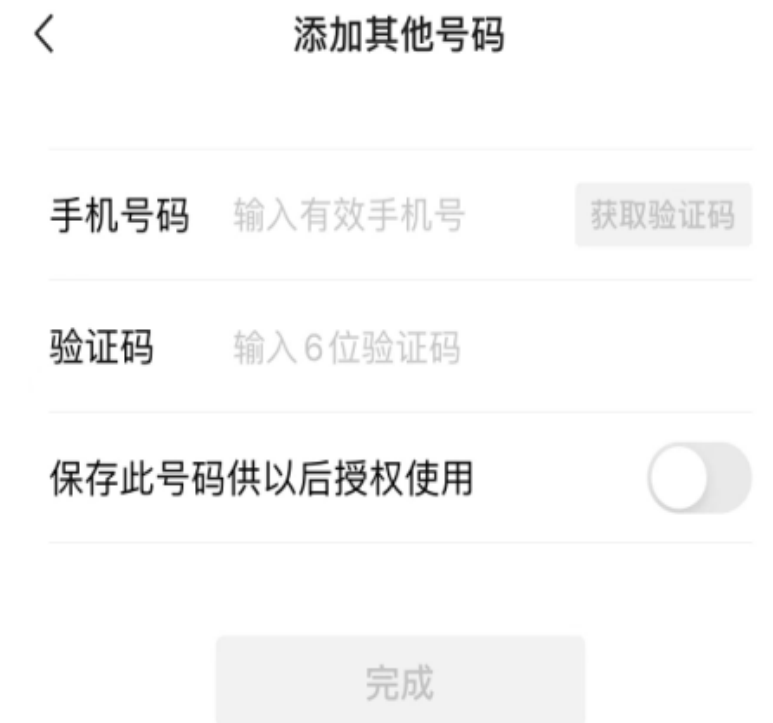 添加其他号码
手机号码 输入有效手机号 获取验证码
验证码 输入6位验证码
保存此号码供以后授权使用
完成